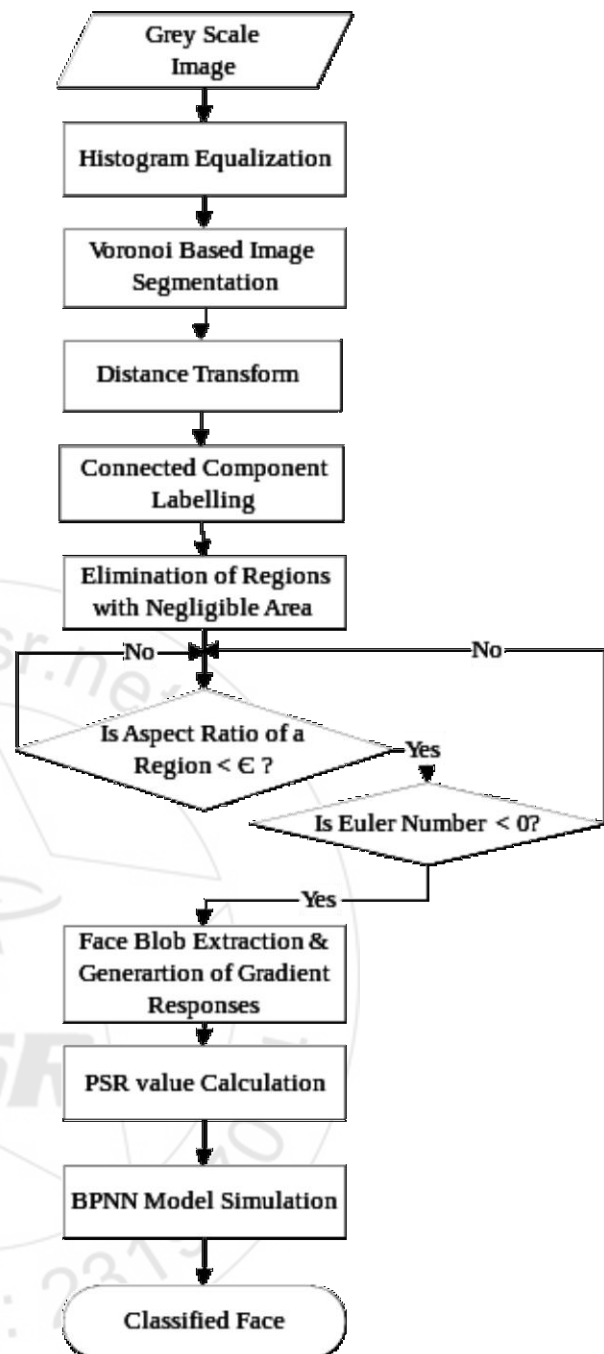 Grey Scale
Image
Histogram Equalization
Voronoi Based Image
Segmentation
Distance Transform
Connected Component
Labelling
Elimination of Regions
with Negligible Area
No
No
Is Aspect Ratio of a
Region < € ?
Yes
Is Euler Number < 0?
Yes
Face Blob Extraction &
Generartion of Gradient
Responses
PSR value Calculation
BPNN Model Simulation
Classified Face